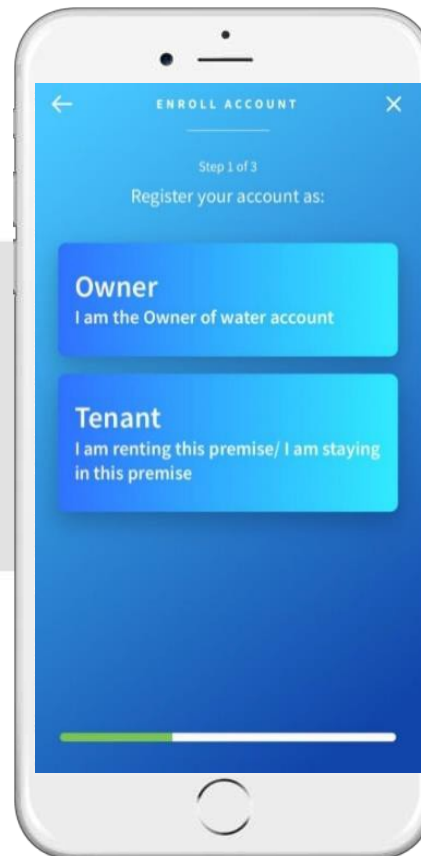 ENROLL ACCOUNT
Step 1 of 3
Register your account as:
Owner
I am the Owner of water account
Tenant
I am renting this premise/ I am staying
in this premise